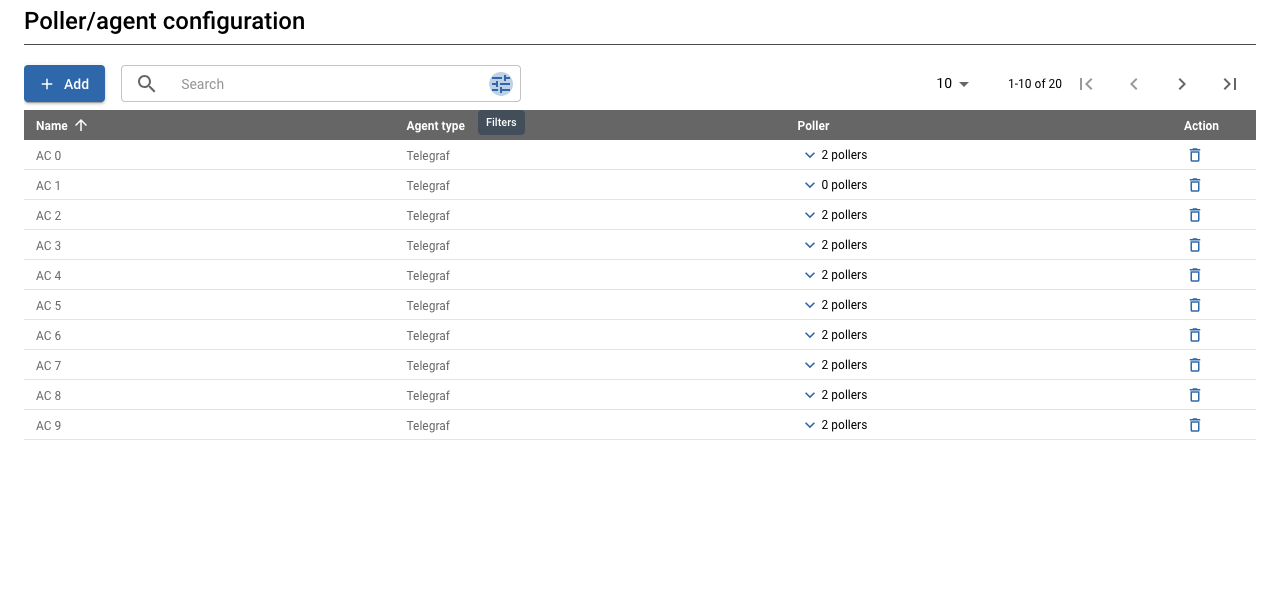 Poller/agent configuration
Add
Search
10
1-10 of 20
Filters
Name Agent type Poller Action
AC 0 Telegraf 2 pollers
AC 1 Telegraf 0 pollers
AC 2 Telegraf 2 pollers
AC 3 Telegraf 2 pollers
AC 4 Telegraf 2 pollers
AC 5 Telegraf 2 pollers
AC 6 Telegraf 2 pollers
AC 7 Telegraf 2 pollers
AC 8 Telegraf 2 pollers
AC 9 Telegraf 2 pollers